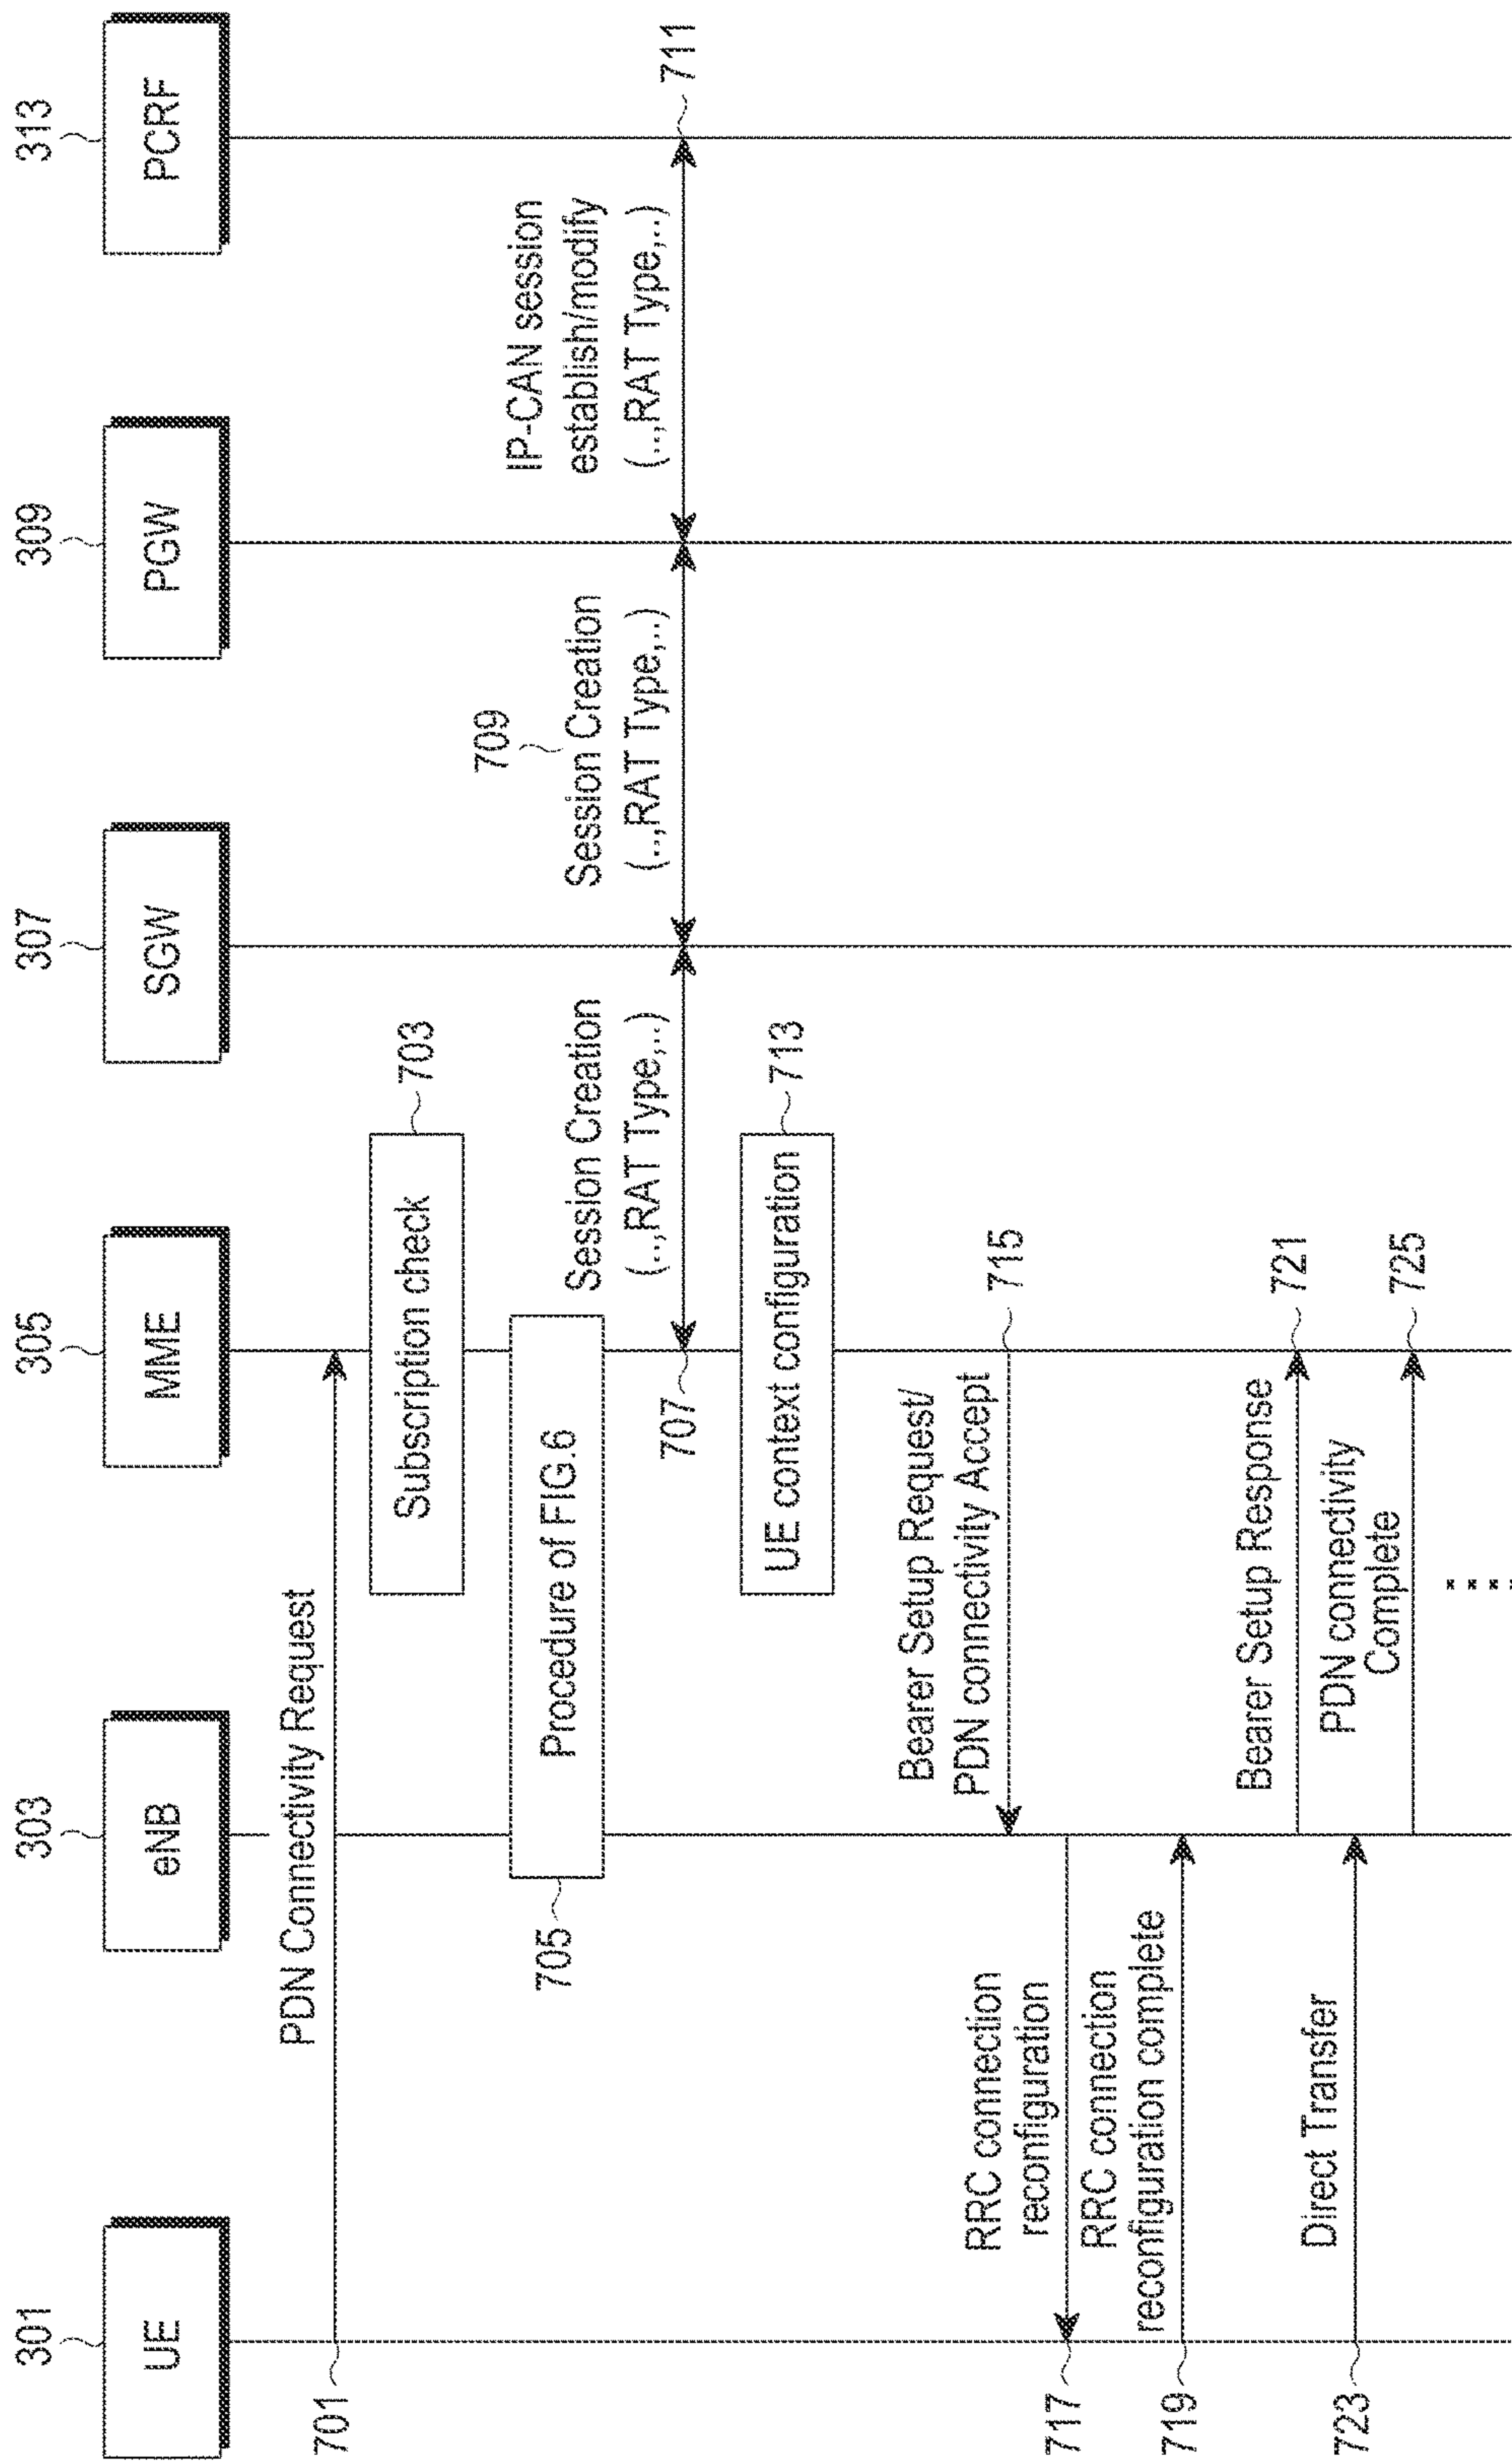 301
303
305
307
309
313
UE
eNB
MME
SGW
PGW
PCRF
PDN Connectivity Request
701
Subscription check
703
Procedure of FIG.6
705
Session Creation
(..,RAT Type,..)
707
709
Session Creation
(..,RAT Type,..)
IP-CAN session
establish/modify
(..,RAT Type,..)
711
UE context configuration
713
Bearer Setup Request/
PDN connectivity Accept
715
RRC connection
reconfiguration
717
RRC connection
reconfiguration complete
719
Bearer Setup Response
721
Direct Transfer
723
PDN connectivity
Complete
725